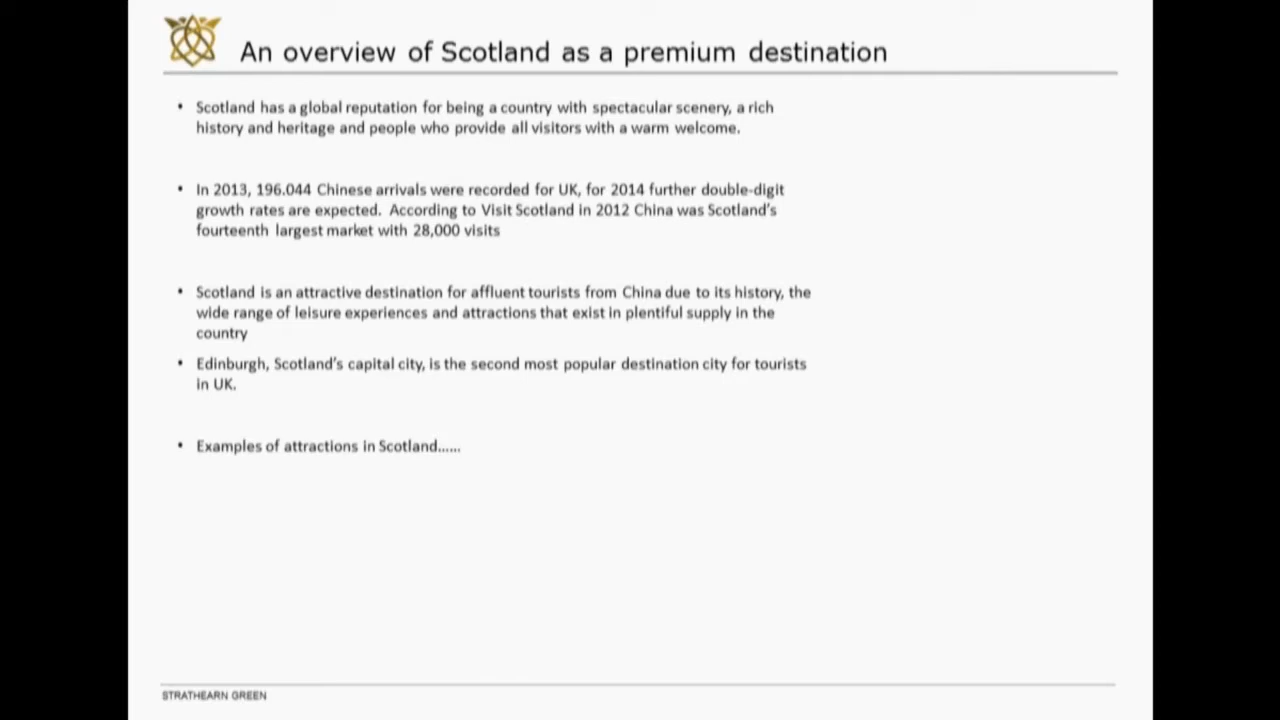 An overview of Scotland as a premium destination
• Scotland has a global reputation for being a country with spectacular scenery, a rich
history and heritage and people who provide all visitors with a warm welcome.
• In 2013, 196.044 Chinese arrivals were recorded for UK, for 2014 further double-digit
growth rates are expected.  According to Visit Scotland in 2012 China was Scotland's
fourteenth largest market with 28,000 visits
• Scotland is an attractive destination for affluent tourists from China due to its history, the
wide range of leisure experiences and attractions that exist in plentiful supply in the
country
• Edinburgh, Scotland's capital city, is the second most popular destination city for tourists
in UK.
• Examples of attractions in Scotland......
STRATHEARN GREEN